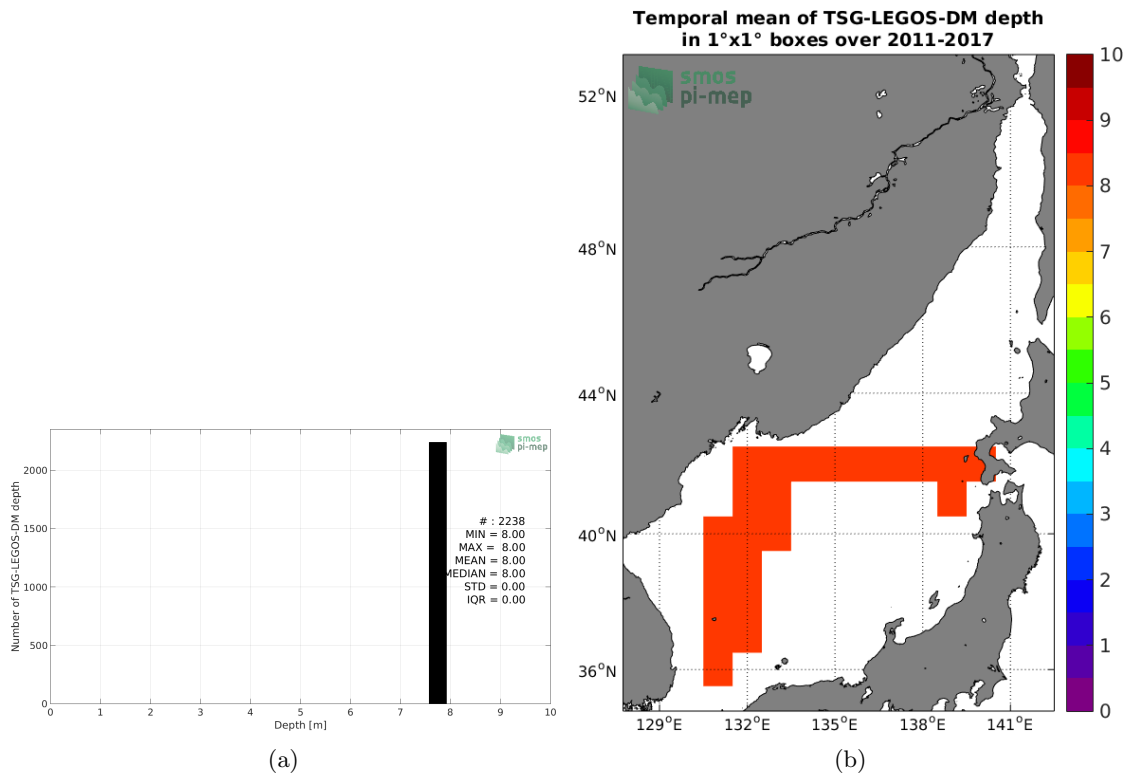 Number of TSG-LEGOS-DM depth
2000
1500
1000
500
0
0 1 2 3 4 5 6 7 8 9 10
Depth [m]
smos
pi-mep
# : 2238
MIN = 8.00
MAX = 8.00
MEAN = 8.00
MEDIAN = 8.00
STD = 0.00
IQR = 0.00
(a)
Temporal mean of TSG-LEGOS-DM depth
in 1°x1° boxes over 2011-2017
smos
pi-mep
52°N
48°N
44°N
40°N
36°N
129°E 132°E 135°E 138°E 141°E
10
9
8
7
6
5
4
3
2
1
0
(b)